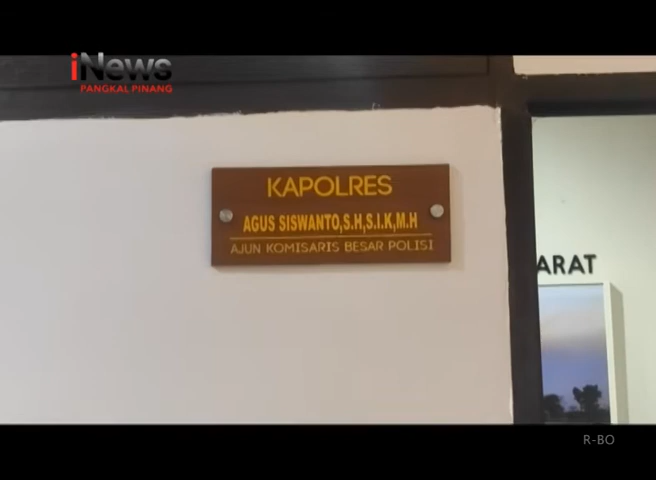 iNews
PANGKAL PINANG
KAPOLRES
AGUS SISWANTO,S.H,S.I.K,M.H
AJUN KOMISARIS BESAR POLISI
ARAT
R-BO